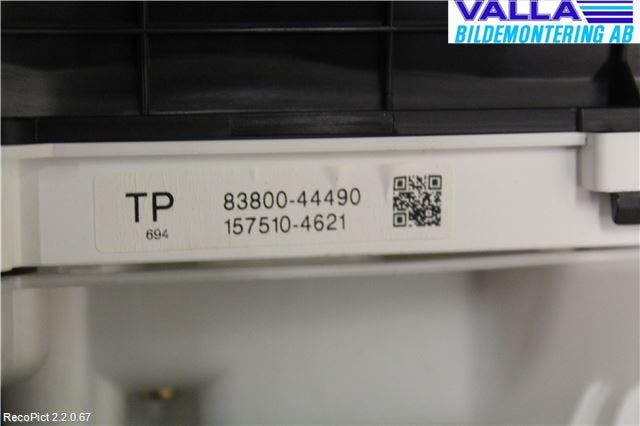 VALLA
BILDEMONTERING AB
TP
694
83800-44490
157510-4621
RecoPict 2.2.0.67